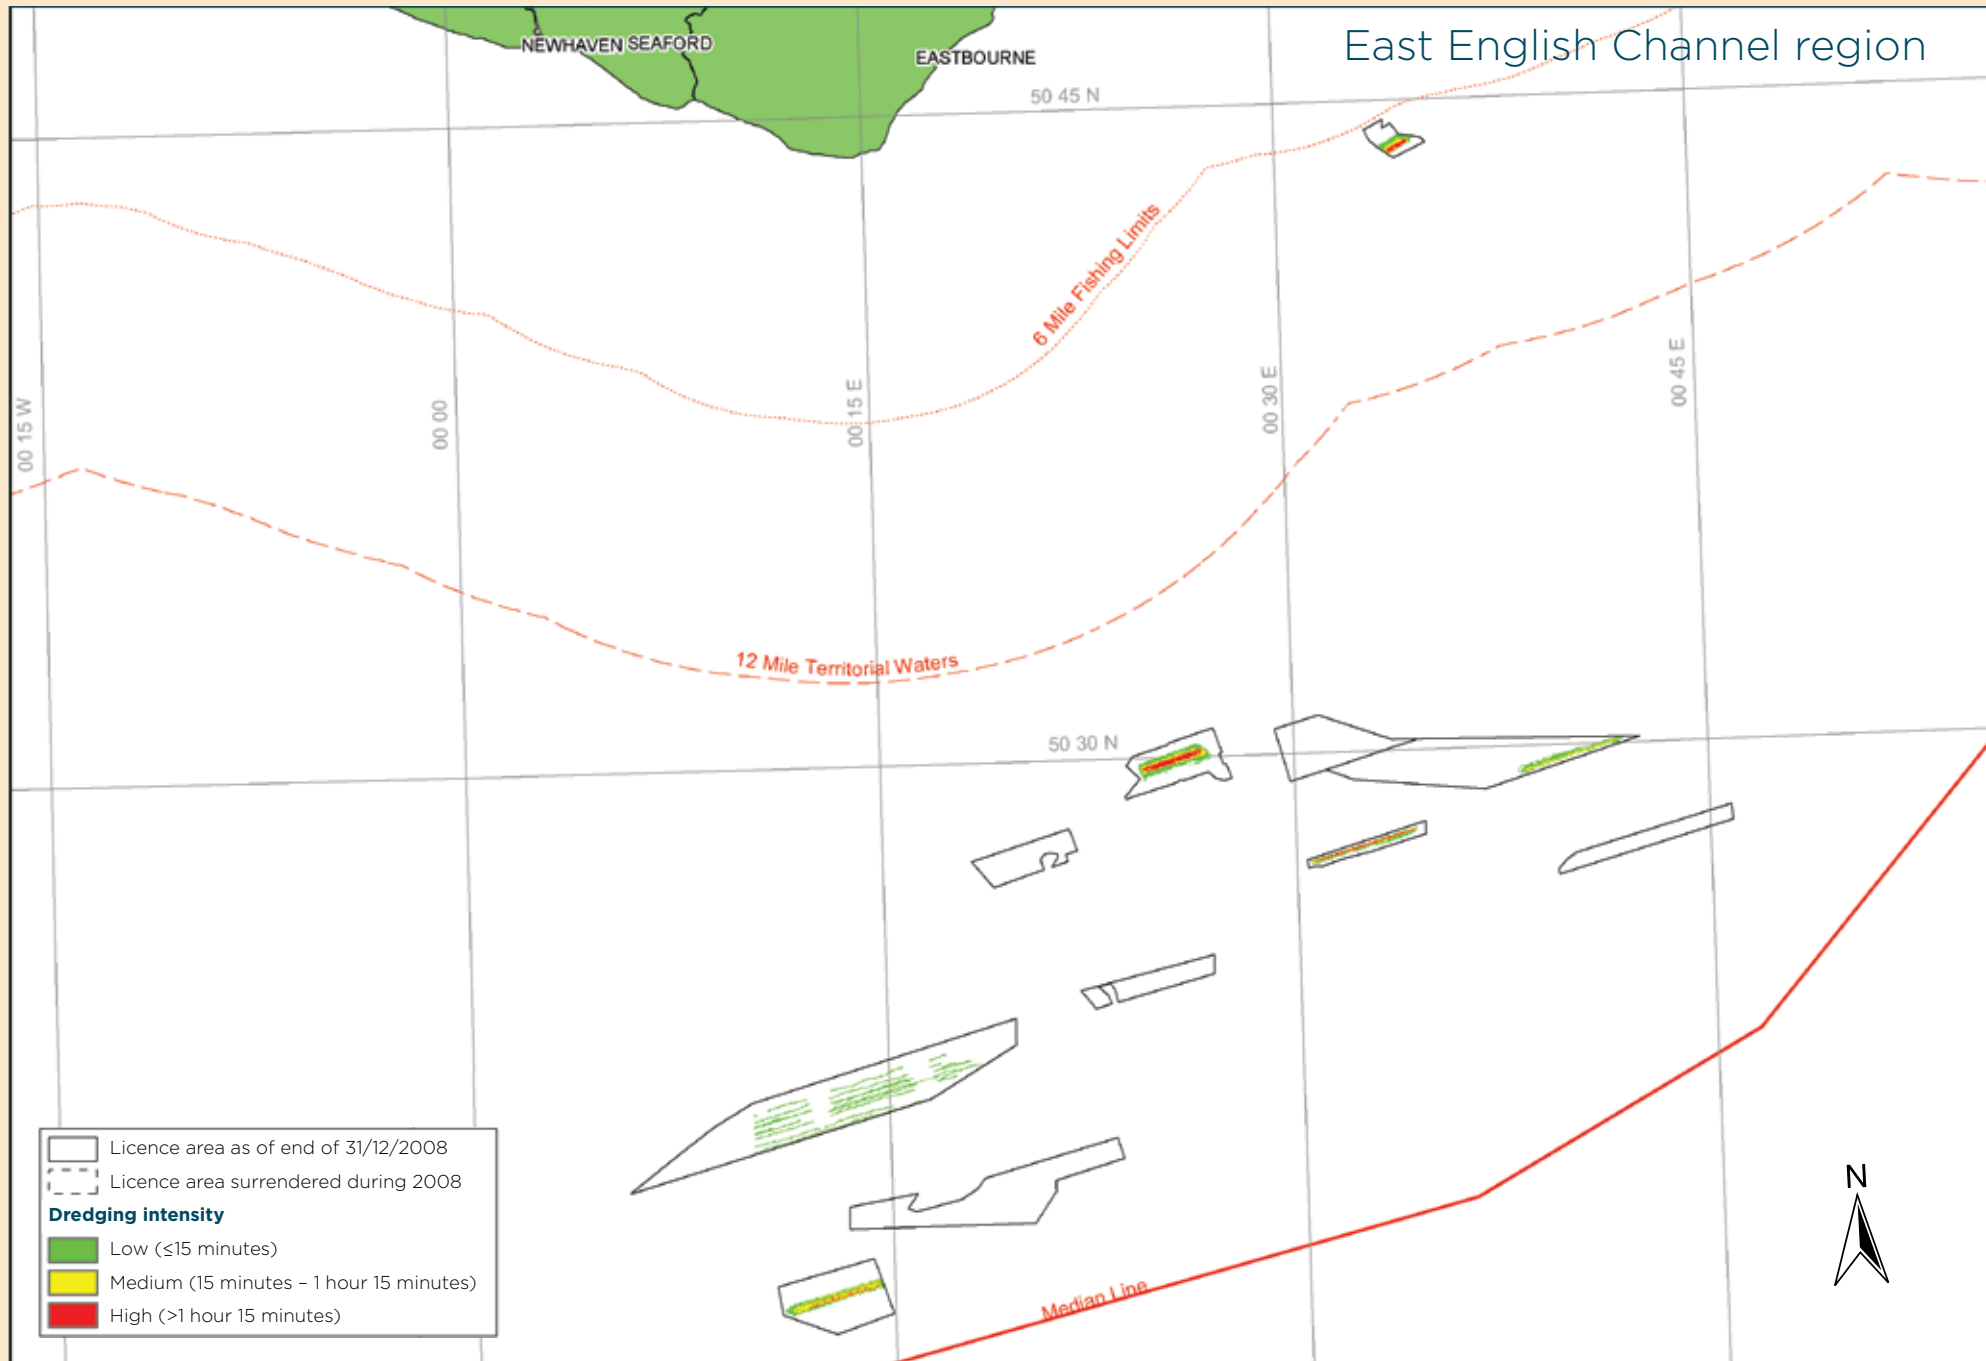 East English Channel region
NEWHAVEN SEAFORD
EASTBOURNE
50 45 N
6 Mile Fishing Limits
00 15 W
00 00
00 15 E
00 30 E
00 45 E
12 Mile Territorial Waters
50 30 N
Licence area as of end of 31/12/2008
Licence area surrendered during 2008
Dredging intensity
Low (≤15 minutes)
Medium (15 minutes – 1 hour 15 minutes)
High (>1 hour 15 minutes)
Median Line
N